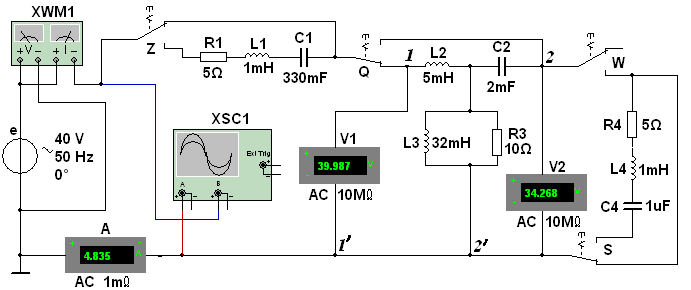 XWM1
+ V - + I -
Z
R1
5Ω
L1
1mH
C1
330mF
Q
1
L2
5mH
C2
2mF
2
W
e
40 V
50 Hz
0°
XSC1
Ext Trig
A
B
V1
39.987
AC 10MΩ
L3
32mH
R3
10Ω
V2
34.268
AC 10MΩ
R4
5Ω
L4
1mH
C4
1uF
S
A
4.835
AC 1mΩ
1'
2'